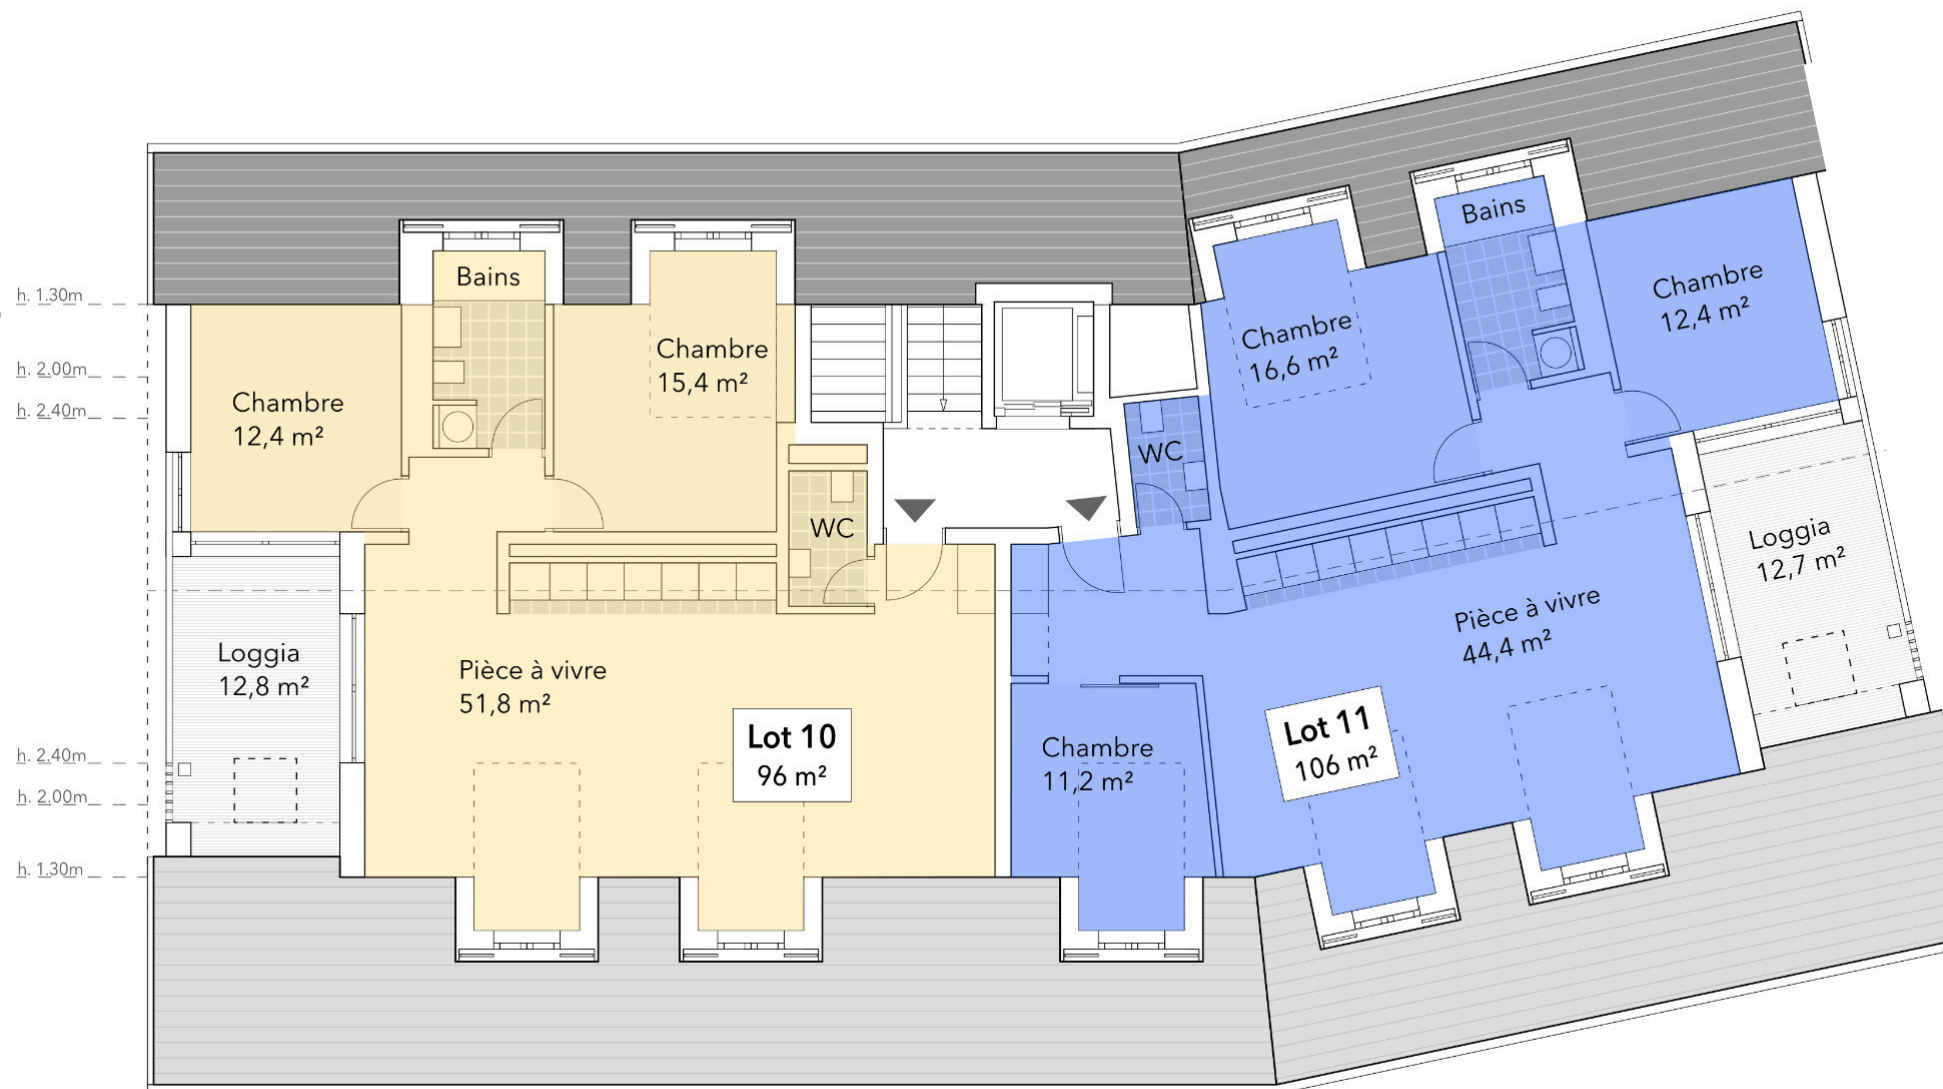 h. 1.30m
h. 2.00m
h. 2.40m
h. 2.40m
h. 2.00m
h. 1.30m
Bains
Chambre
12,4 m²
Chambre
15,4 m²
WC
Loggia
12,8 m²
Pièce à vivre
51,8 m²
Lot 10
96 m²
WC
Chambre
16,6 m²
Bains
Chambre
12,4 m²
Loggia
12,7 m²
Pièce à vivre
44,4 m²
Chambre
11,2 m²
Lot 11
106 m²